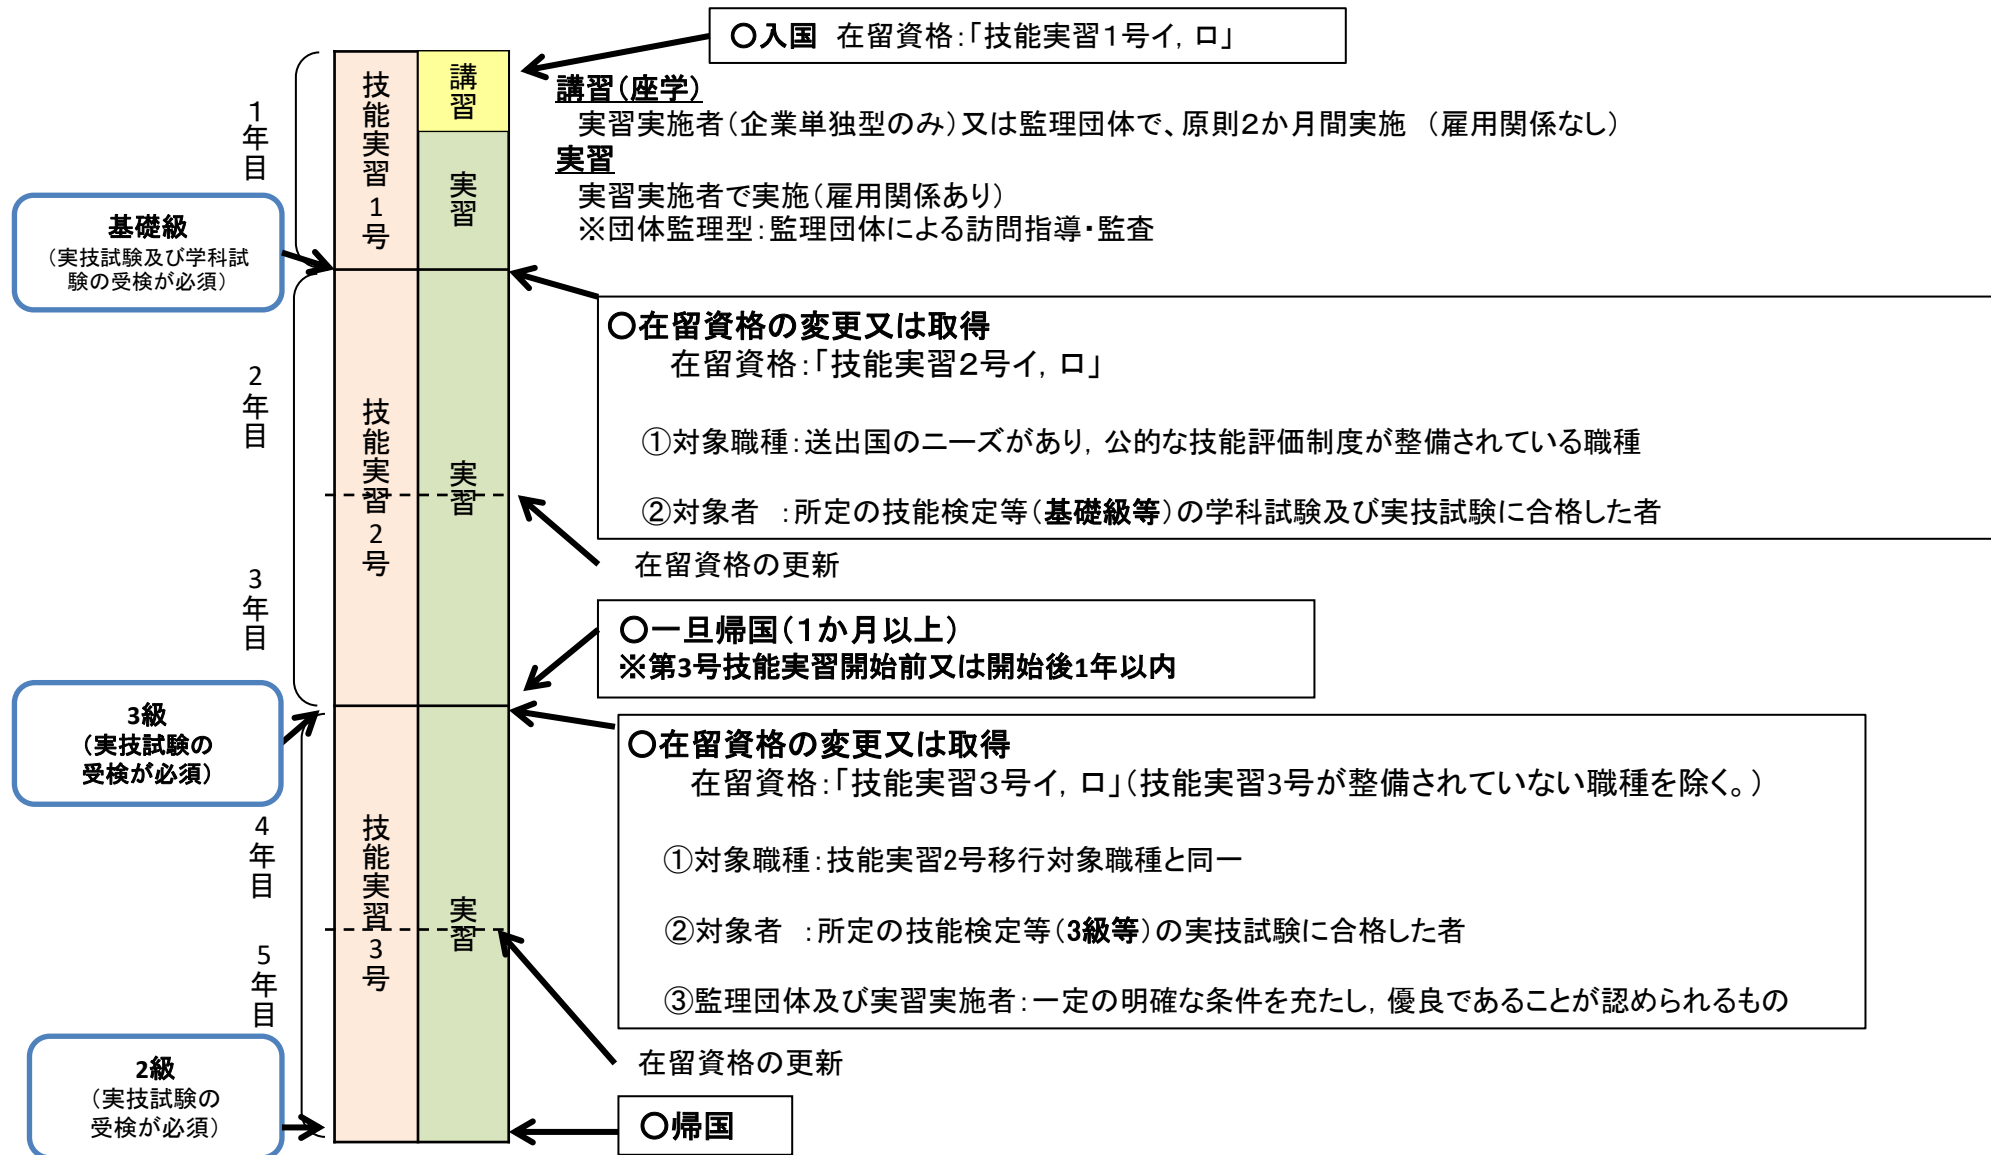 ○入国 在留資格:「技能実習1号イ, ロ」
講習(座学)
実習実施者(企業単独型のみ)又は監理団体で、原則2か月間実施 (雇用関係なし)
実習
実習実施者で実施(雇用関係あり)
※団体監理型:監理団体による訪問指導・監査
1年目
技能実習1号
講習
実習
基礎級
(実技試験及び学科試
験の受検が必須)
○在留資格の変更又は取得
在留資格:「技能実習2号イ, ロ」
①対象職種:送出国のニーズがあり, 公的な技能評価制度が整備されている職種
②対象者 :所定の技能検定等(基礎級等)の学科試験及び実技試験に合格した者
2年目
技能実習2号
実習
在留資格の更新
3年目
○一旦帰国(1か月以上)
※第3号技能実習開始前又は開始後1年以内
3級
(実技試験の
受検が必須)
○在留資格の変更又は取得
在留資格:「技能実習3号イ, ロ」(技能実習3号が整備されていない職種を除く。)
①対象職種:技能実習2号移行対象職種と同一
②対象者 :所定の技能検定等(3級等)の実技試験に合格した者
③監理団体及び実習実施者:一定の明確な条件を充たし, 優良であることが認められるもの
4年目
技能実習3号
実習
5年目
在留資格の更新
2級
(実技試験の
受検が必須)
○帰国